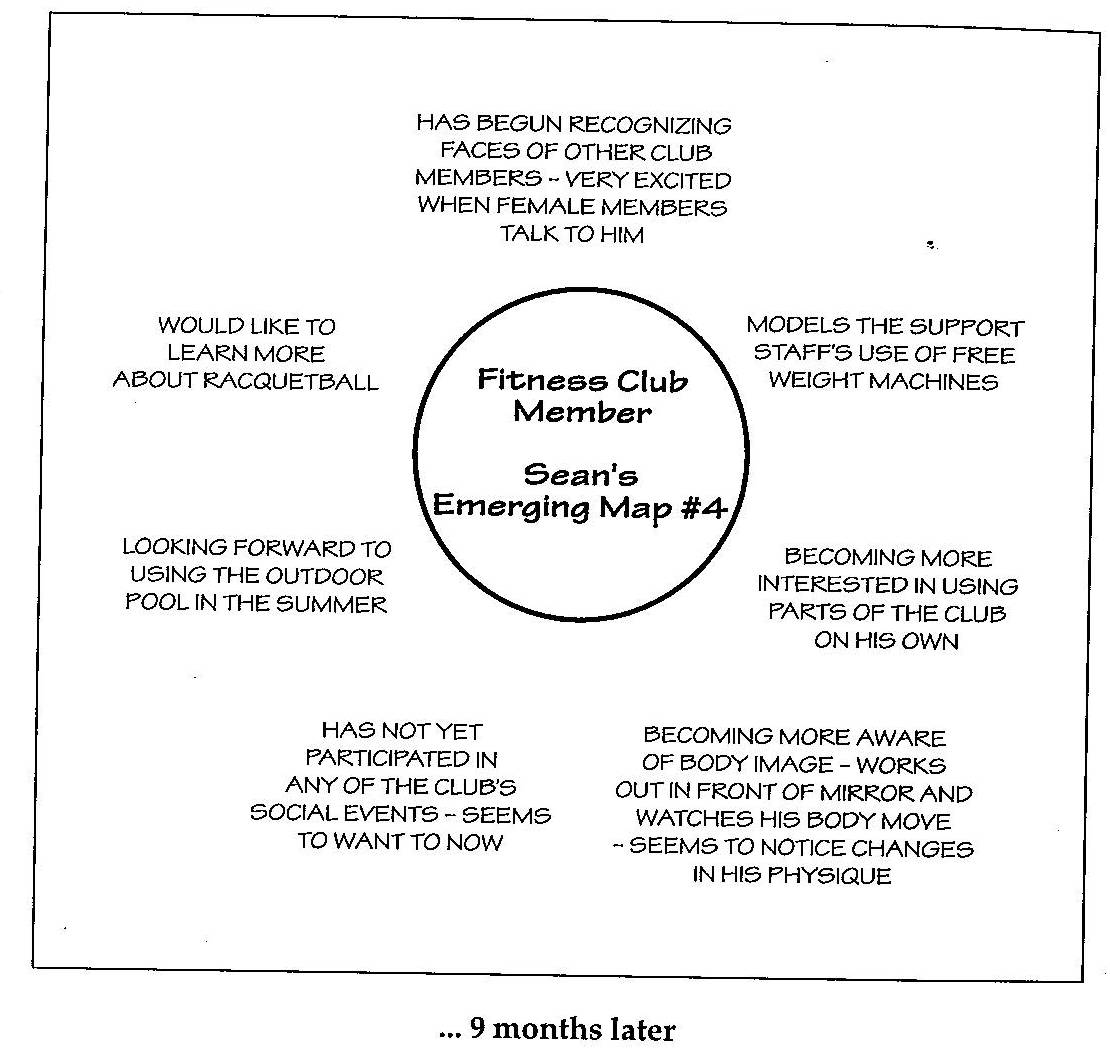 HAS BEGUN RECOGNIZING
FACES OF OTHER CLUB
MEMBERS ~ VERY EXCITED
WHEN FEMALE MEMBERS
TALK TO HIM
WOULD LIKE TO
LEARN MORE
ABOUT RACQUETBALL
Fitness Club
Member
Sean's
Emerging Map #4
MODELS THE SUPPORT
STAFF'S USE OF FREE
WEIGHT MACHINES
LOOKING FORWARD TO
USING THE OUTDOOR
POOL IN THE SUMMER
BECOMING MORE
INTERESTED IN USING
PARTS OF THE CLUB
ON HIS OWN
HAS NOT YET
PARTICIPATED IN
ANY OF THE CLUB'S
SOCIAL EVENTS ~ SEEMS
TO WANT TO NOW
BECOMING MORE AWARE
OF BODY IMAGE ~ WORKS
OUT IN FRONT OF MIRROR AND
WATCHES HIS BODY MOVE
~ SEEMS TO NOTICE CHANGES
IN HIS PHYSIQUE
... 9 months later